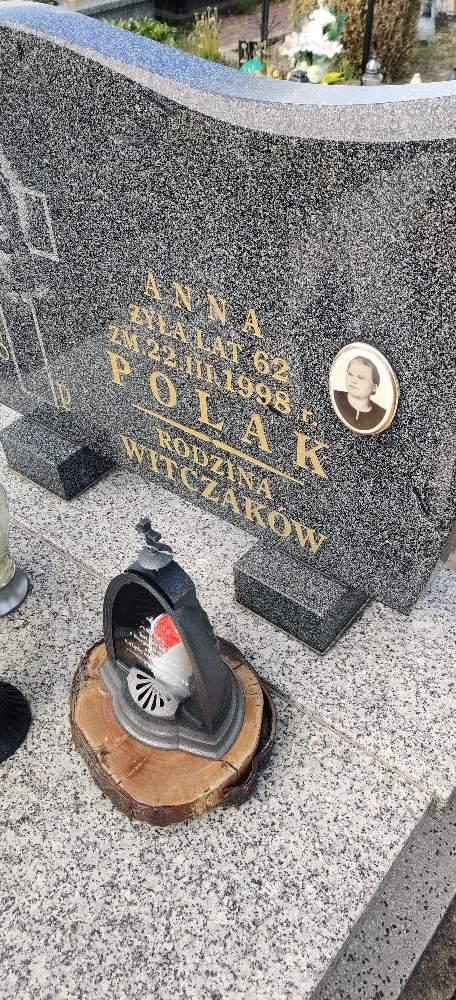 ANNA
ŻYŁA LAT 62
ZM.22.III.1998 r.
POLAK
RODZINA
WITCZAKÓW